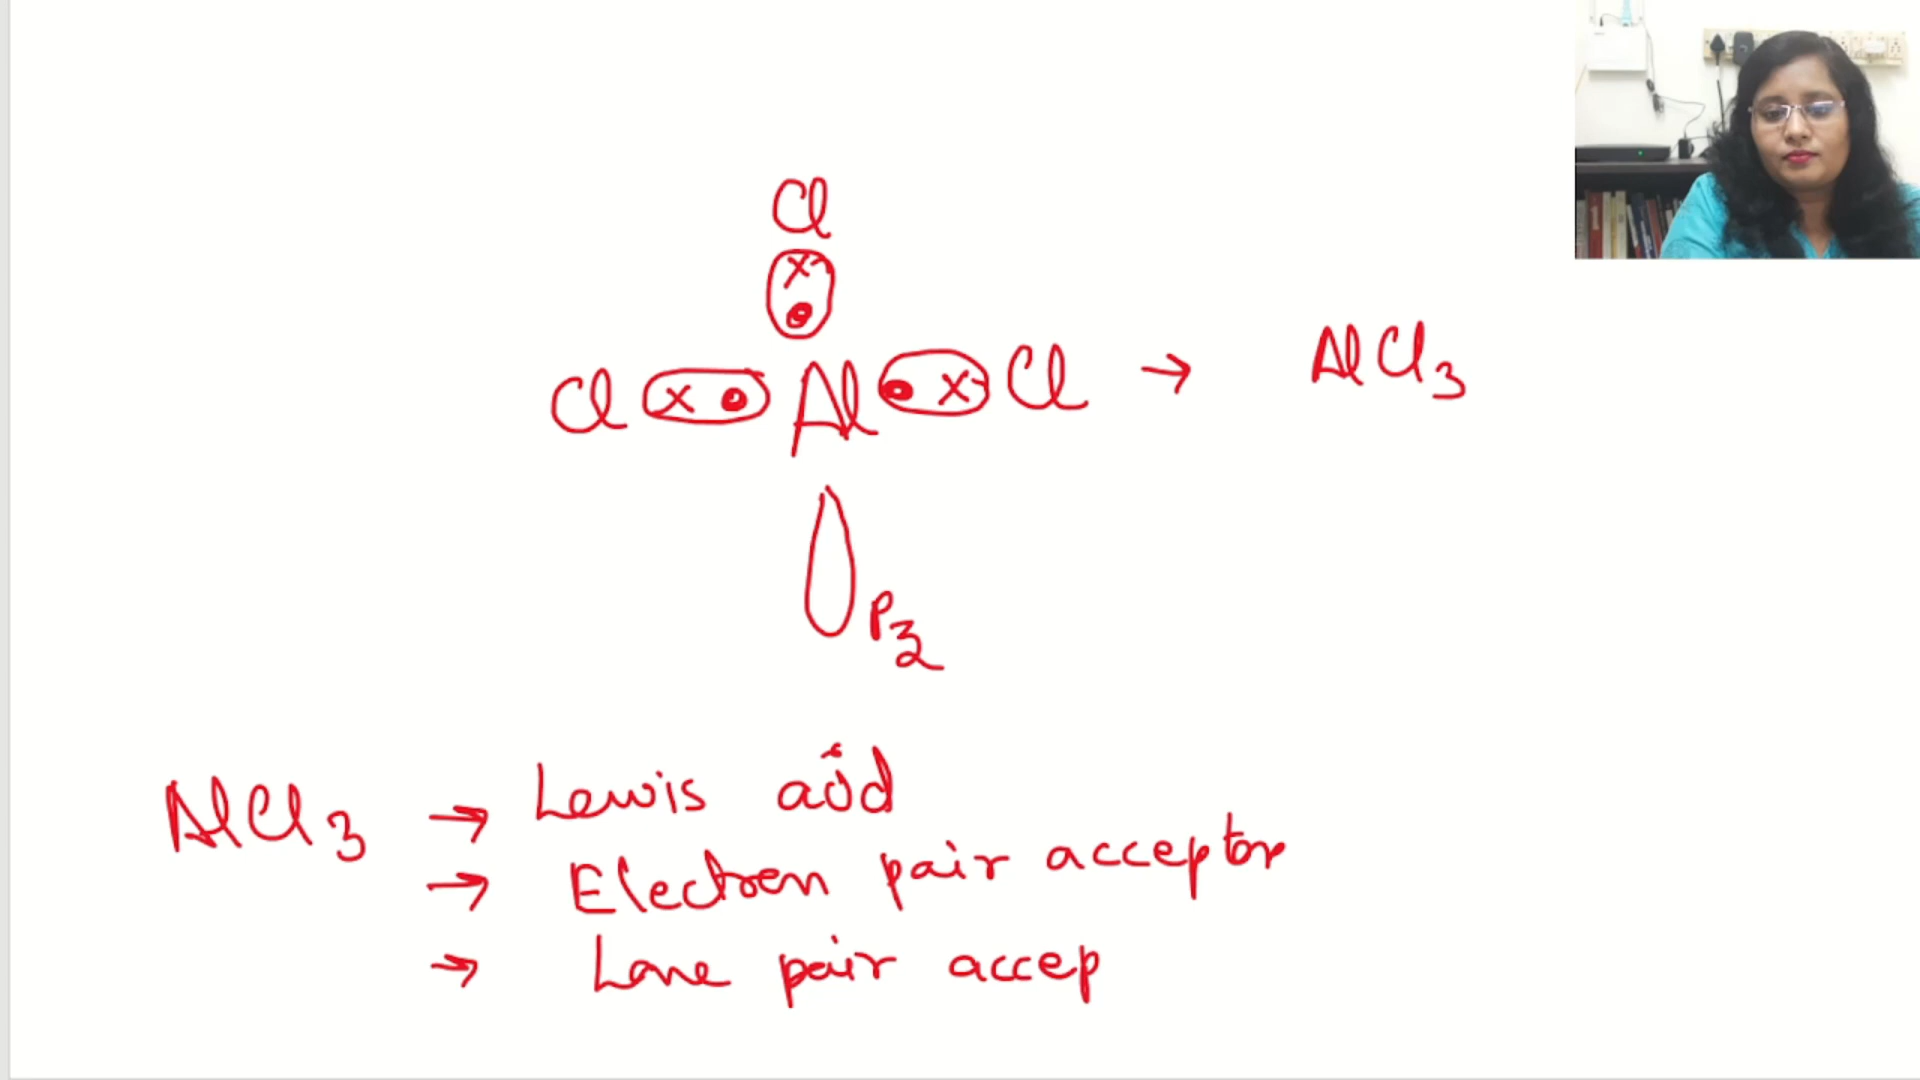 Cl
x
Cl x Al x Cl → AlCl3
Pz
AlCl3 → Lewis acid
→ Electron pair acceptor
→ Lone pair accep